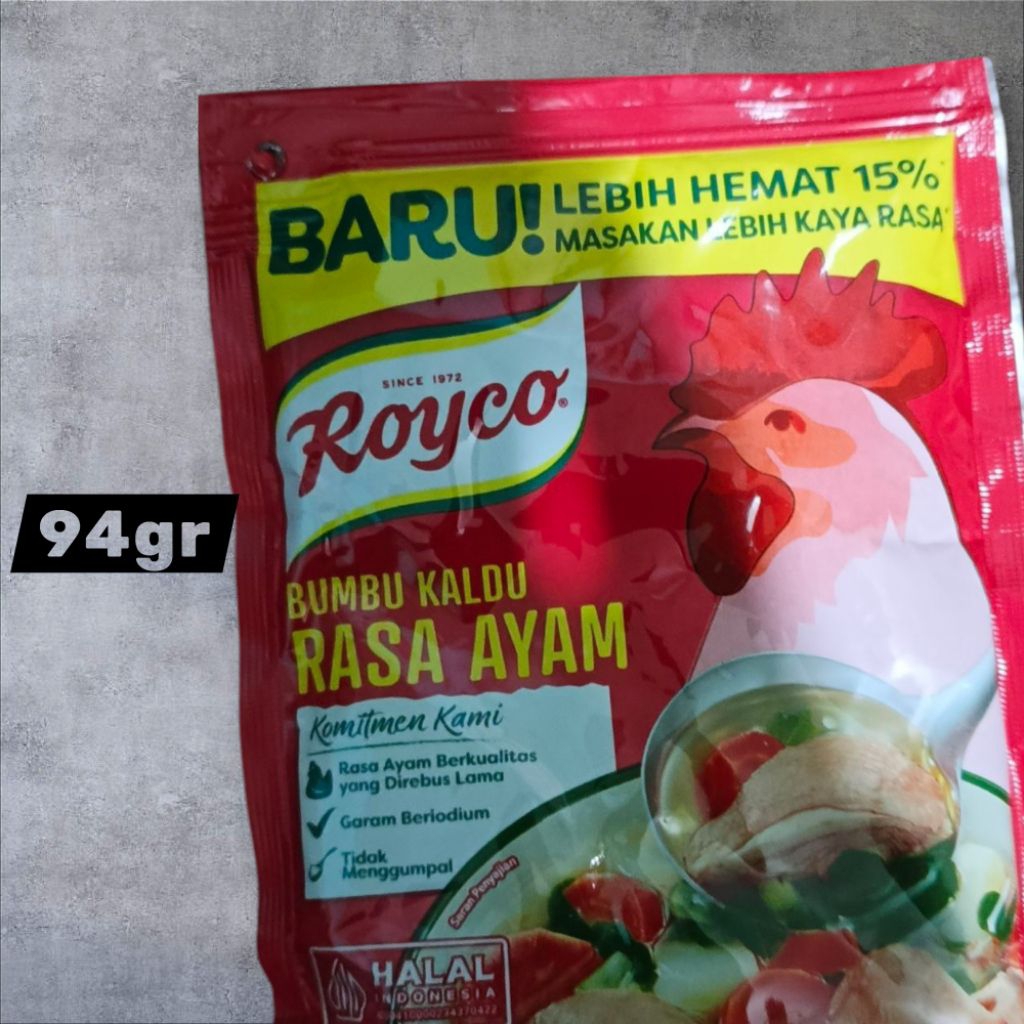 BARU! LEBIH HEMAT 15%
MASAKAN LEBIH KAYA RASA
SINCE 1972
Royco®
94gr
BUMBU KALDU
RASA AYAM
Komitmen Kami
Rasa Ayam Berkualitas
yang Direbus Lama
Garam Beriodium
Tidak
Menggumpal
Saran Penyajian
HALAL
INDONESIA